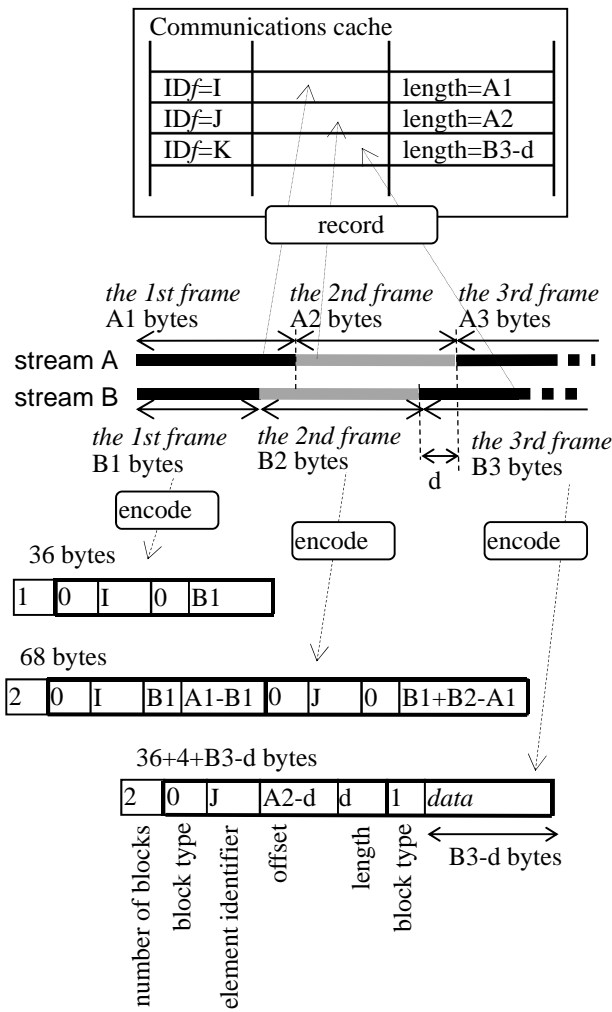 Communications cache
IDf=I length=A1
IDf=J length=A2
IDf=K length=B3-d
record
the 1st frame the 2nd frame the 3rd frame
A1 bytes A2 bytes A3 bytes
stream A
stream B
the 1st frame the 2nd frame the 3rd frame
B1 bytes B2 bytes B3 bytes
d
encode encode encode
36 bytes
1 0 I 0 B1
68 bytes
2 0 I B1 A1-B1 0 J 0 B1+B2-A1
36+4+B3-d bytes
2 0 J A2-d d 1 data
B3-d bytes
number of blocks
block type
element identifier
offset
length
block type